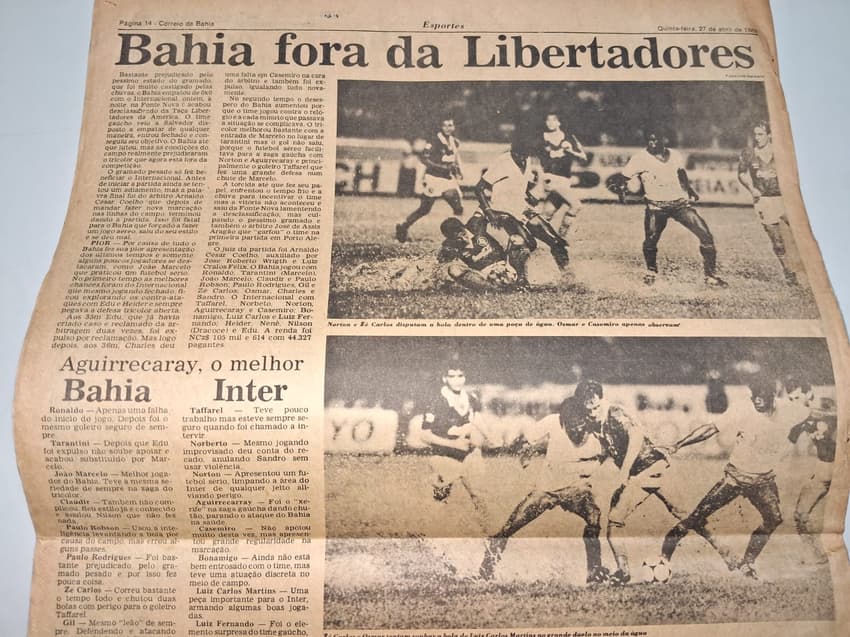 Página 14 - Correio da Bahia
Esportes
Quinta-feira, 27 de abril de
Bahia fora da Libertadores
Bastante prejudicado pelo
péssimo estado do gramado,
que foi muito castigado pelas
chuvas, o Bahia empatou de 0x0
com o Internacional, ontem, à
noite, na Fonte Nova e acabou
desclassificando da Taça Liber-
tadores da América. O time
gaúcho veio a Salvador dis-
posto a empatar de qualquer
maneira, entrou fechado e con-
seguiu seu objetivo. O Bahia até
que lutou, mas as condições do
campo realmente prejudicaram
o tricolor que agora está fora da
competição.
O gramado pesado só fez be-
neficiar o Internacional. Antes
de iniciar a partida ainda se ten-
tou um adiamento, mas a pala-
vra final foi do árbitro Arnaldo
César Coelho que depois de
mandar fazer nova marcação
nas linhas do campo, terminou
dando a partida. Isso foi fatal
para o Bahia que forçado a fazer
um jogo aéreo, saiu do seu estilo
e se deu mal.
PIOR — Por causa de tudo o
Bahia fez sua pior apresentação
dos últimos tempos e somente
alguns poucos jogadores se des-
tacaram, como João Marcelo
que praticou um futebol sério.
No primeiro tempo as melhores
chances foram do Internacional
que mesmo jogando fechado, fi-
cou explorando os contra-ata-
ques com Edu e Heider e sempre
pegava a defesa tricolor aberta.
Aos 35m Edu, que já havia
criado caso e reclamado da ar-
bitragem duas vezes, foi ex-
pulso por reclamação. Mas logo
depois, aos 36m, Charles deu
uma falta em Casemiro na cara
do árbitro e também foi ex-
pulso, igualando tudo nova-
mente.
No segundo tempo o deses-
pero do Bahia aumentou por-
que o time jogou contra o reló-
gio e a cada minuto que passava
a situação se complicava. O tri-
color melhorou bastante com a
entrada de Marcelo no lugar de
Tarantini mas o gol não saiu,
porque o futebol aéreo facili-
tava para a zaga gaúcha com
Norton e Aguirrecaray e princi-
palmente o goleiro Taffarel que
fez uma grande defesa num
chute de Marcelo.
A torcida até que fez seu pa-
pel, enfrentou o tempo frio e a
chuva para incentivar o time
mas a vitória não aconteceu e
saiu da Fonte Nova lamentando
a desclassificação, mas cul-
pando o péssimo gramado e
também o árbitro José de Assis
Aragão que "garfou" o time na
primeira partida em Porto Ale-
gre.
O juiz da partida foi Arnaldo
César Coelho, auxiliado por
José Roberto Wrigth e Luís
Cralos Félix. O Bahia jogou com
Ronaldo, Tarantini (Marcelo),
João Marcelo, Claudir e Paulo
Robson; Paulo Rodrigues, Gil e
Zé Carlos; Osmar, Charles e
Sandro. O Internacional com
Taffarel, Norberto, Norton,
Aguirrecaray e Casemiro; Bo-
namigo, Luiz Carlos e Luiz Fer-
nando; Heider, Nenê, Nilson
(Dracoce) e Edu. A renda foi
NCz$ 105 mil e 614 com 44.327
pagantes.
Norton e Zé Carlos disputam a bola dentro de uma poça de água. Osmar e Casemiro apenas observam
Aguirrecaray, o melhor
Bahia
Ronaldo — Apenas uma falha
do início do jogo. Depois foi o
mesmo goleiro seguro de sem-
pre.
Tarantini — Depois que Edu
foi expulso não soube apoiar e
acabou substituído por Mar-
celo.
João Marcelo — Melhor joga-
dor do Bahia. Teve a mesma se-
riedade de sempre na zaga do
tricolor.
Claudir — Também não com-
plicou. Seu estilo já é conhecido
e anulou Nilson que não fez
nada.
Paulo Robson — Usou a inte-
ligência levantando a bola por
causa do campo mas errou al-
guns passes.
Paulo Rodrigues — Foi bas-
tante prejudicado pelo gra-
mado pesado e por isso fez
pouca coisa.
Zé Carlos — Correu bastante
o tempo todo e chutou duas
bolas com perigo para o goleiro
Taffarel.
Gil — Mesmo "leão" de sem-
pre. Defendendo e atacando
Inter
Taffarel — Teve pouco
trabalho mas esteve sempre se-
guro quando foi chamado a in-
tervir.
Norberto — Mesmo jogando
improvisado deu conta do re-
cado, anulando Sandro sem
usar violência.
Norton — Apresentou um fu-
tebol sério, limpando a área do
Inter de qualquer jeito ali-
viando perigo.
Aguirrecaray — Foi o "xe-
rife" na zaga gaúcha dando chu-
tão, parando o ataque do Bahia
na saúde.
Casemiro — Não apoiou
muito desta vez, mas apresen-
tou grande regularidade na
marcação.
Bonamigo — Ainda não está
bem entrosado com o time, mas
teve uma atuação discreta no
meio de campo.
Luiz Carlos Martins — Uma
peça importante para o Inter,
armando algumas boas joga-
das.
Luiz Fernando — Foi o ele-
mento surpresa do time gaúcho,
Zé Carlos e Osmar tentam ganhar a bola de Luiz Carlos Martins no grande duelo no meio da água